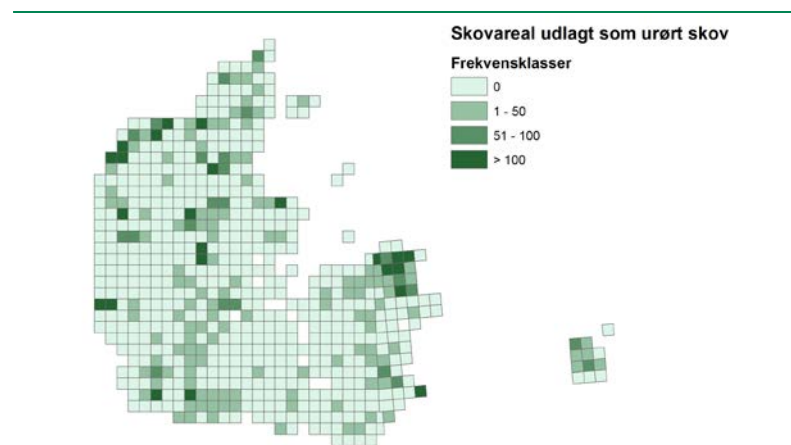 Skovareal udlagt som urørt skov
Frekvensklasser
0
1 - 50
51 - 100
> 100